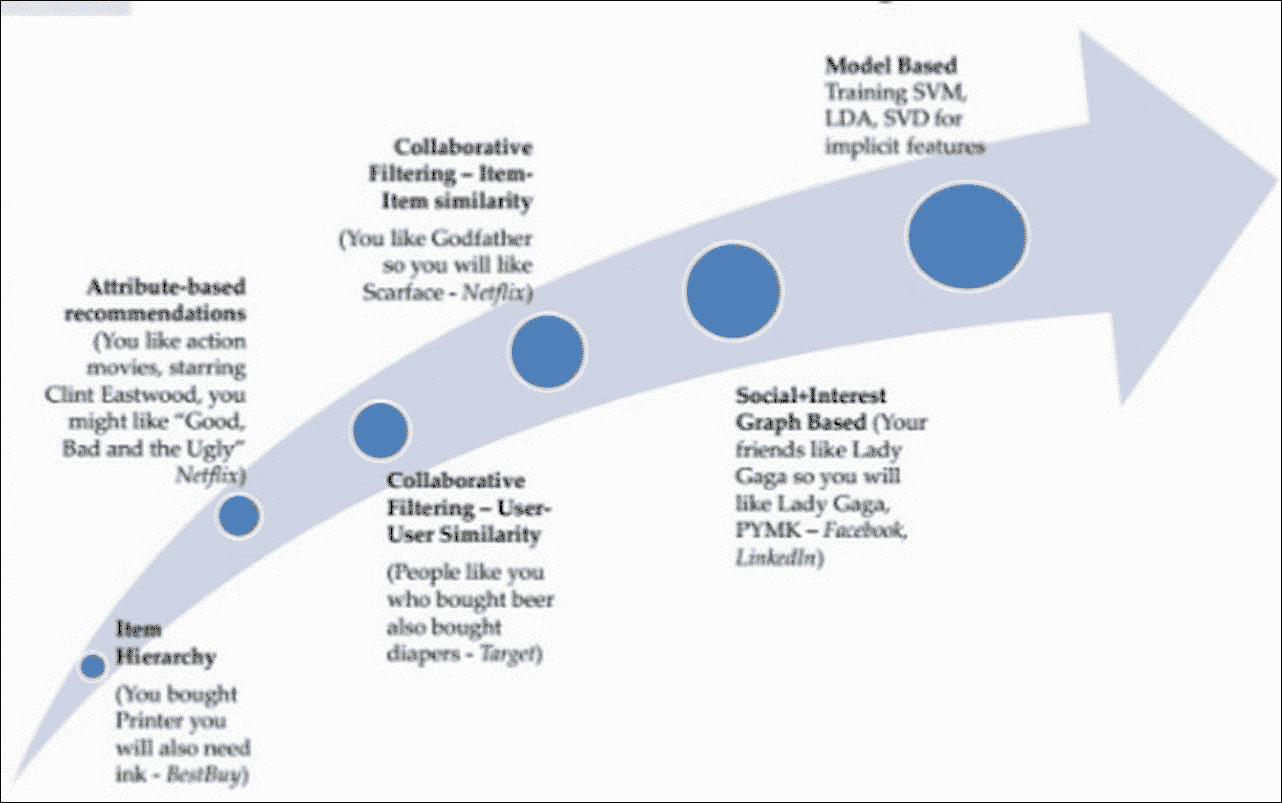 Model Based
Training SVM,
LDA, SVD for
implicit features
Collaborative
Filtering – Item-
Item similarity
(You like Godfather
so you will like
Scarface - Netflix)
Attribute-based
recommendations
(You like action
movies, starring
Clint Eastwood, you
might like “Good,
Bad and the Ugly”
Netflix)
Social+Interest
Graph Based (Your
friends like Lady
Gaga so you will
like Lady Gaga,
PYMK – Facebook,
LinkedIn)
Collaborative
Filtering – User-
User Similarity
(People like you
who bought beer
also bought
diapers - Target)
Item
Hierarchy
(You bought
Printer you
will also need
ink - BestBuy)